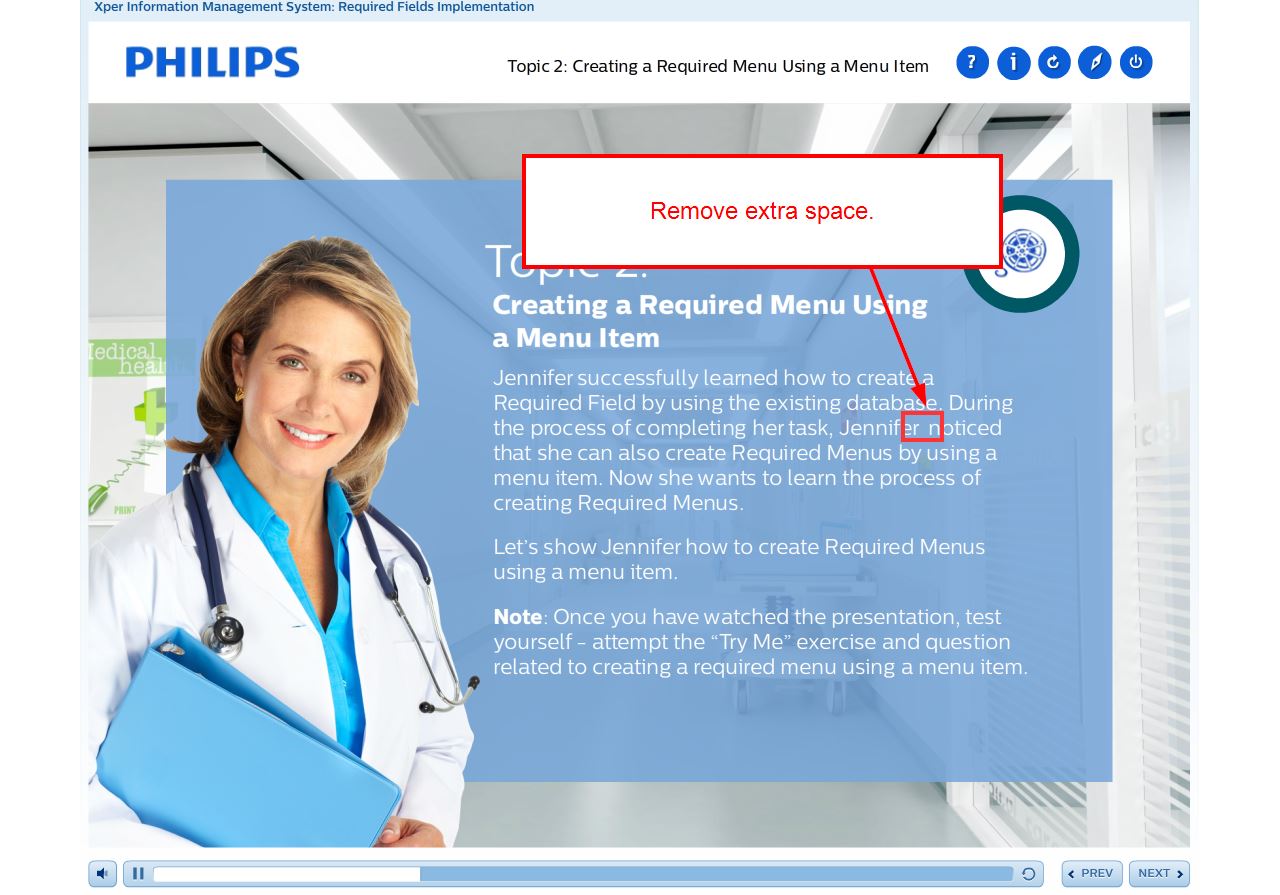 Xper Information Management System: Required Fields Implementation
PHILIPS
Topic 2: Creating a Required Menu Using a Menu Item
?
i
Remove extra space.
Topic 2:
Creating a Required Menu Using
a Menu Item
Jennifer successfully learned how to create a
Required Field by using the existing database. During
the process of completing her task, Jennifer  noticed
that she can also create Required Menus by using a
menu item. Now she wants to learn the process of
creating Required Menus.
Let’s show Jennifer how to create Required Menus
using a menu item.
Note: Once you have watched the presentation, test
yourself – attempt the “Try Me” exercise and question
related to creating a required menu using a menu item.
edical
health
PRINT
PREV
NEXT